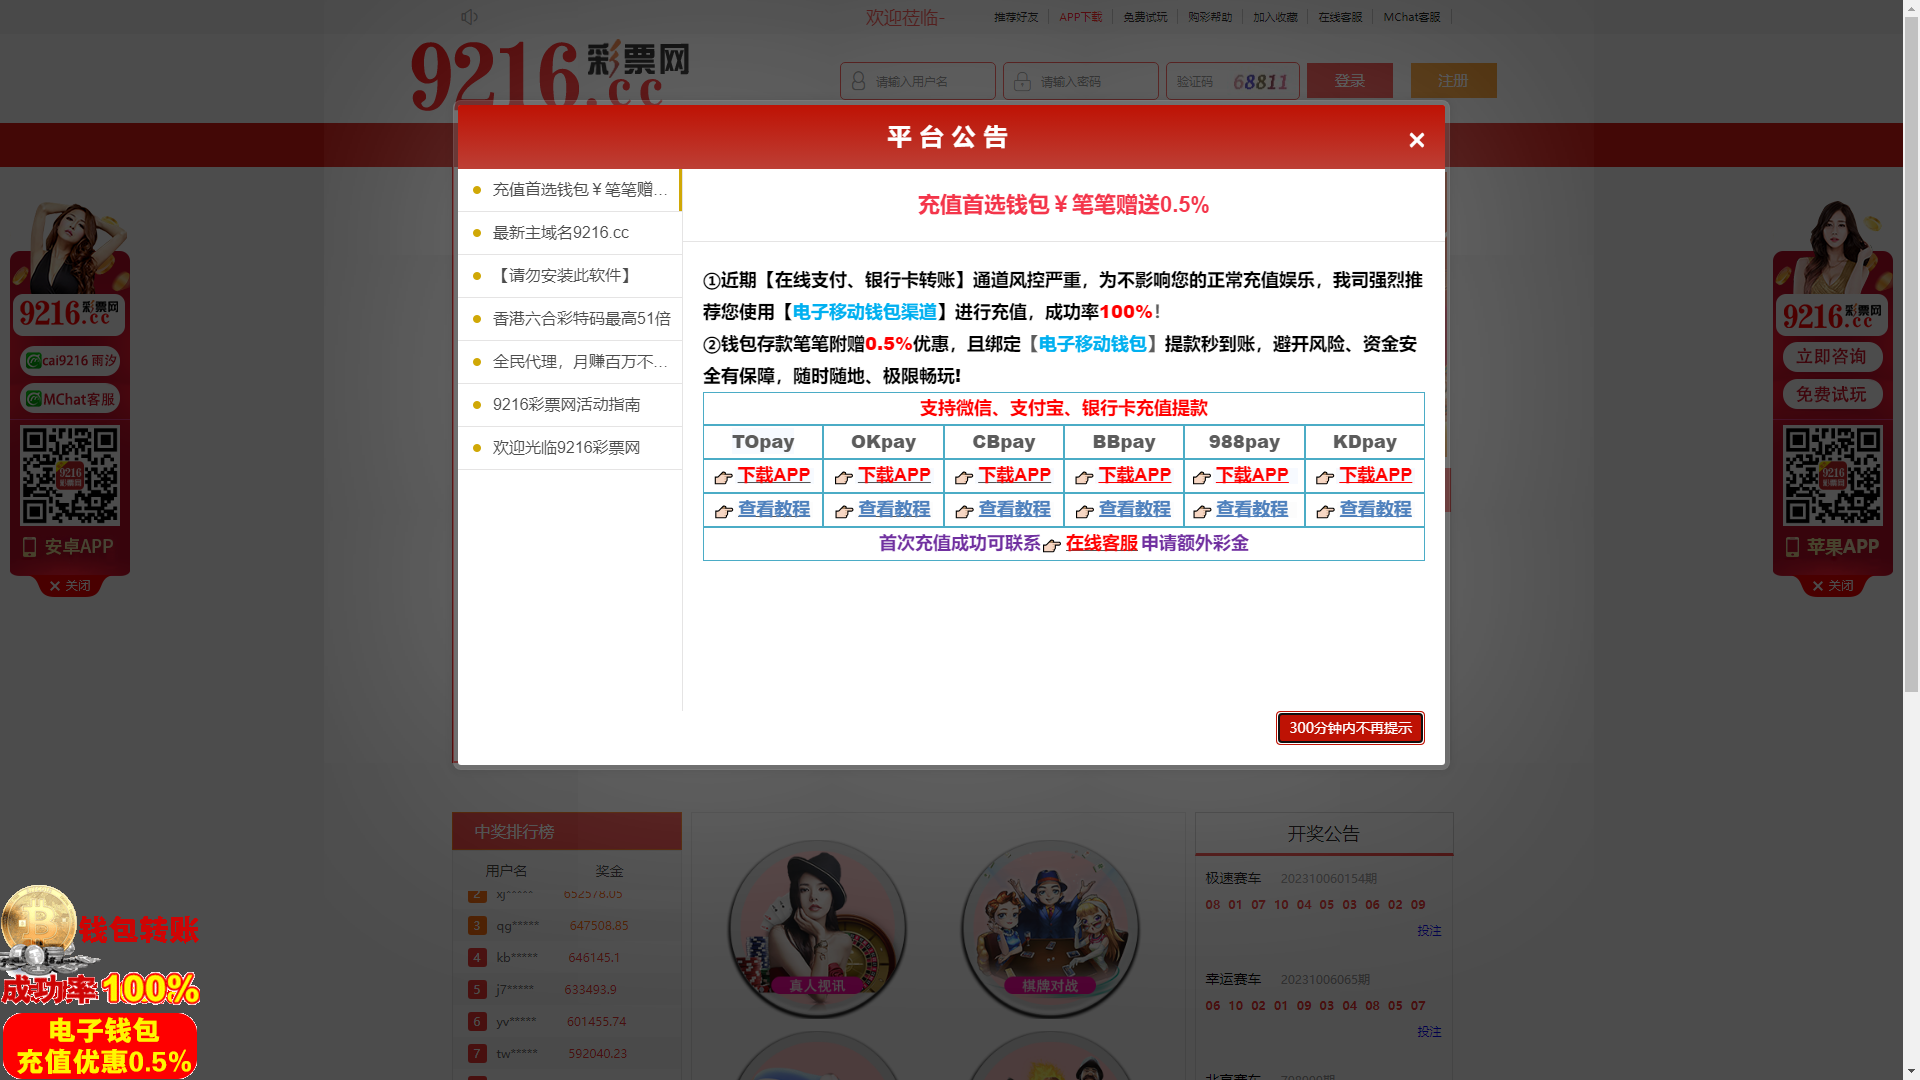 欢迎莅临-
推荐好友
APP下载
免费试玩
购彩帮助
加入收藏
在线客服
MChat客服
9216.cc 彩票网
请输入用户名
请输入密码
验证码
68811
登录
注册
平台公告
×
充值首选钱包￥笔笔赠...
最新主域名9216.cc
【请勿安装此软件】
香港六合彩特码最高51倍
全民代理，月赚百万不...
9216彩票网活动指南
欢迎光临9216彩票网
充值首选钱包￥笔笔赠送0.5%
①近期【在线支付、银行卡转账】通道风控严重，为不影响您的正常充值娱乐，我司强烈推
荐您使用【电子移动钱包渠道】进行充值，成功率100%！
②钱包存款笔笔附赠0.5%优惠，且绑定【电子移动钱包】提款秒到账，避开风险、资金安
全有保障，随时随地、极限畅玩!
支持微信、支付宝、银行卡充值提款
TOpay OKpay CBpay BBpay 988pay KDpay
下载APP 下载APP 下载APP 下载APP 下载APP 下载APP
查看教程 查看教程 查看教程 查看教程 查看教程 查看教程
首次充值成功可联系 在线客服 申请额外彩金
300分钟内不再提示
9216.cc 彩票网
cai9216 雨汐
MChat客服
9216
彩票网
安卓APP
× 关闭
9216.cc 彩票网
立即咨询
免费试玩
9216
彩票网
苹果APP
× 关闭
中奖排行榜
用户名 奖金
2 xj***** 652578.05
3 qg***** 647508.85
4 kb***** 646145.1
5 j7***** 633493.9
6 yv***** 601455.74
7 tw***** 592040.23
真人视讯
棋牌对战
开奖公告
极速赛车 202310060154期
08 01 07 10 04 05 03 06 02 09
投注
幸运赛车 20231006065期
06 10 02 01 09 03 04 08 05 07
投注
钱包转账
成功率100%
电子钱包
充值优惠0.5%